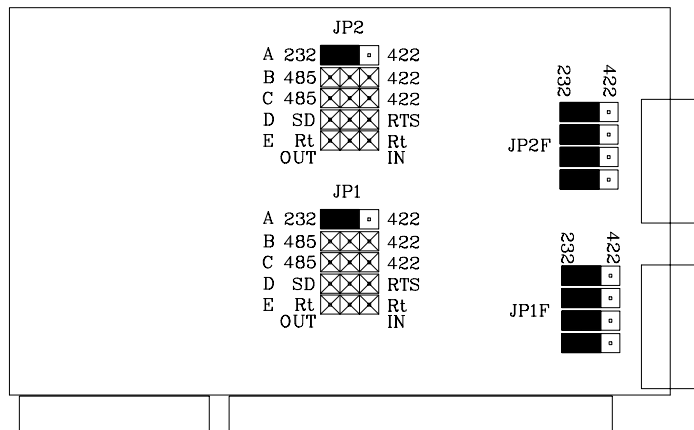 JP2
A 232 422
B 485 422
C 485 422
D SD RTS
E Rt Rt
OUT IN
232 422
JP2F
JP1
A 232 422
B 485 422
C 485 422
D SD RTS
E Rt Rt
OUT IN
232 422
JP1F